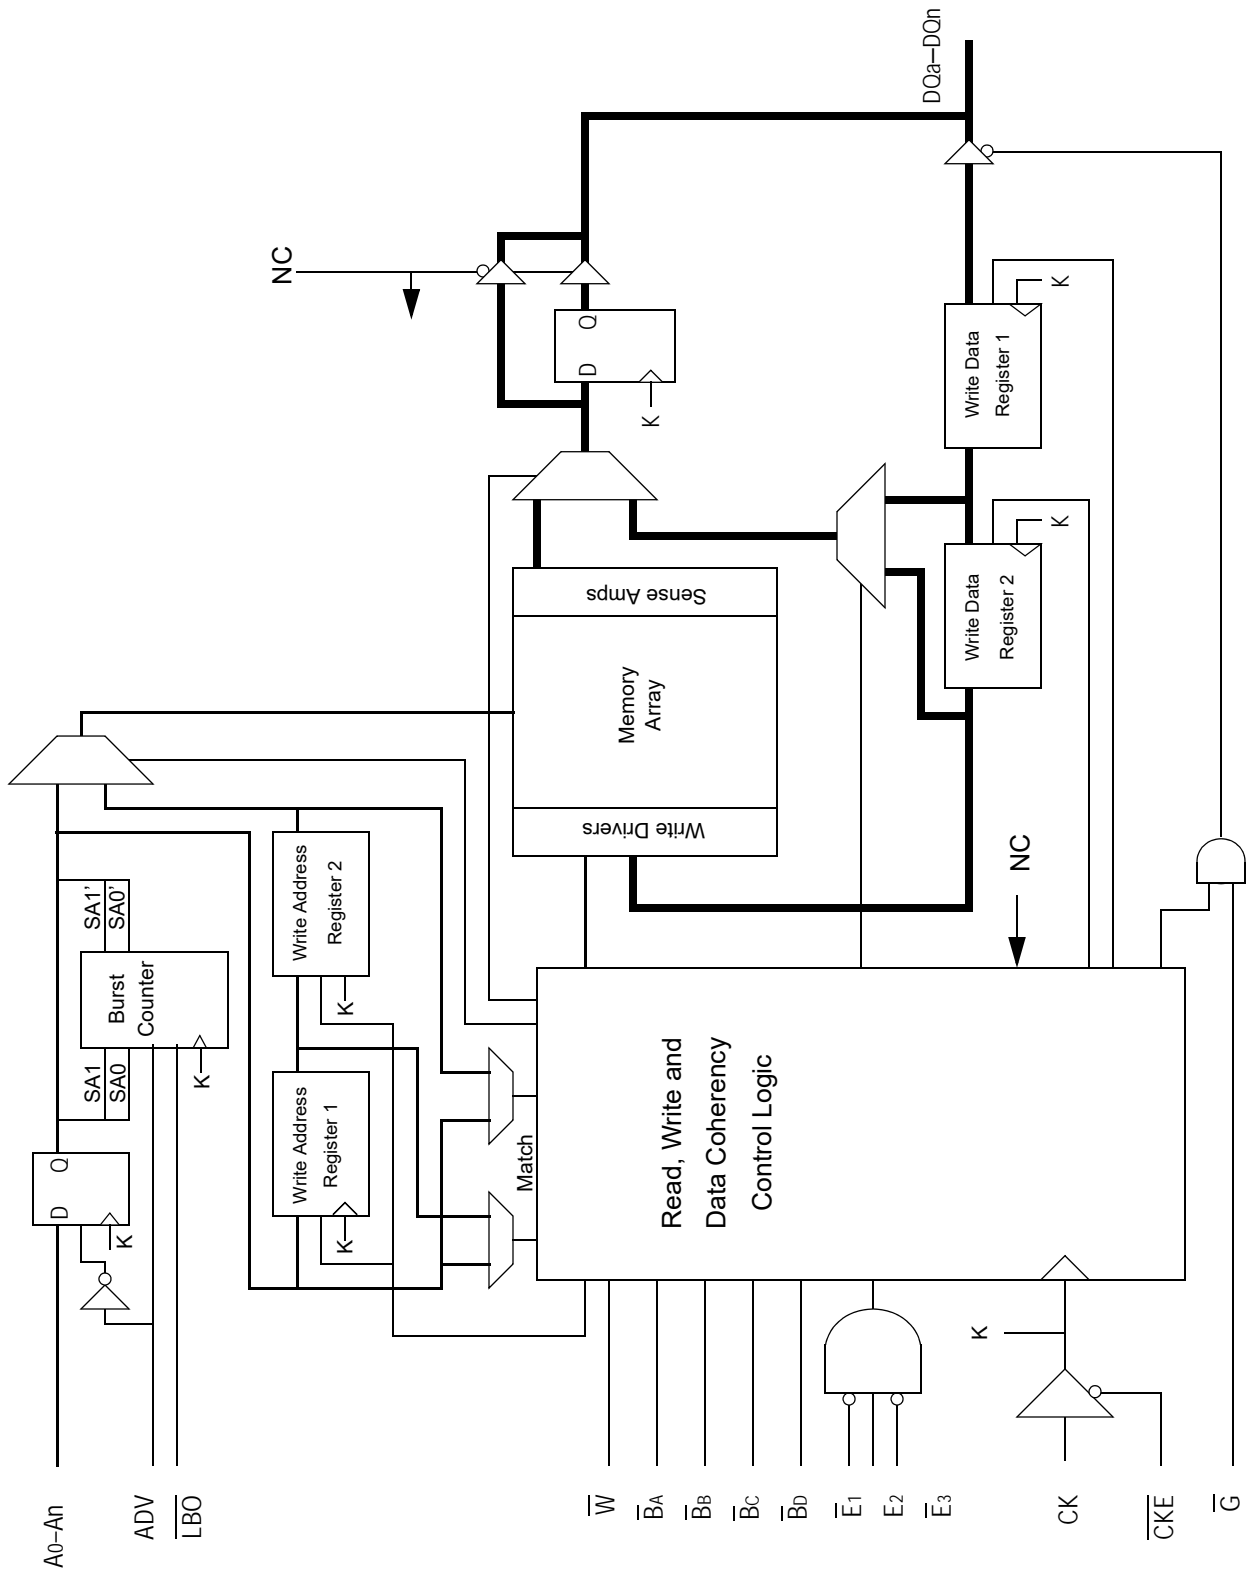 A0–An
ADV
LBO
W
BA
BB
BC
BD
E1
E2
E3
CK
CKE
G
D
Q
K
SA1
SA0
Burst
Counter
SA1’
SA0’
K
Write Address
Register 1
K
Write Address
Register 2
K
Match
Read, Write and
Data Coherency
Control Logic
K
NC
Write Drivers
Memory
Array
Sense Amps
Write Data
Register 2
K
Write Data
Register 1
K
D
Q
K
NC
DQa–DQn